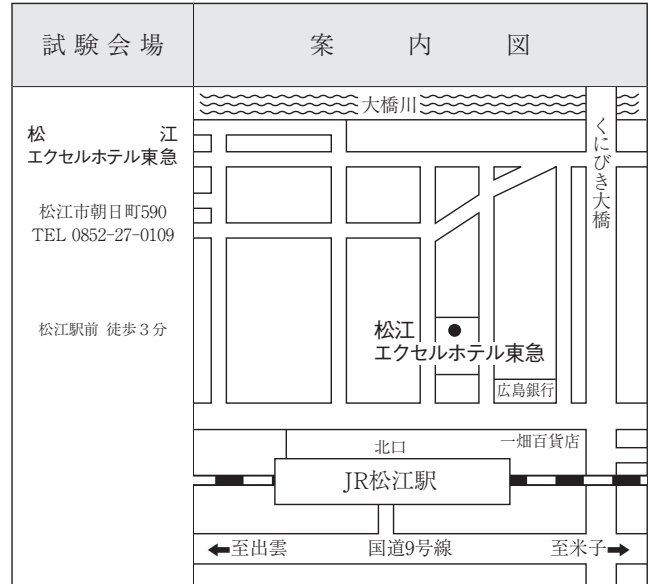 試験会場
案内図
松江
エクセルホテル東急
松江市朝日町590
TEL 0852-27-0109
松江駅前 徒歩3分
大橋川
くにびき大橋
松江
エクセルホテル東急
広島銀行
一畑百貨店
北口
JR松江駅
至出雲
国道9号線
至米子